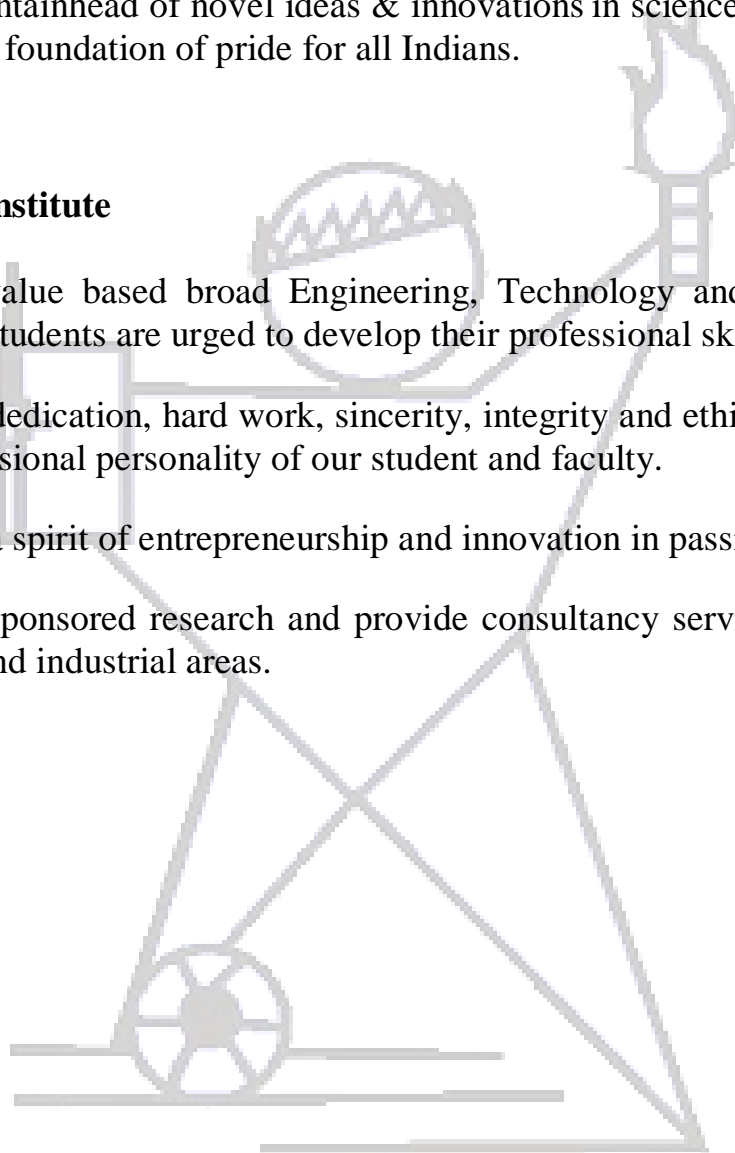 ntainhead of novel ideas & innovations in science
foundation of pride for all Indians.
nstitute
alue based broad Engineering, Technology and
tudents are urged to develop their professional sk
dedication, hard work, sincerity, integrity and ethi
sional personality of our student and faculty.
spirit of entrepreneurship and innovation in passi
ponsored research and provide consultancy serv
nd industrial areas.